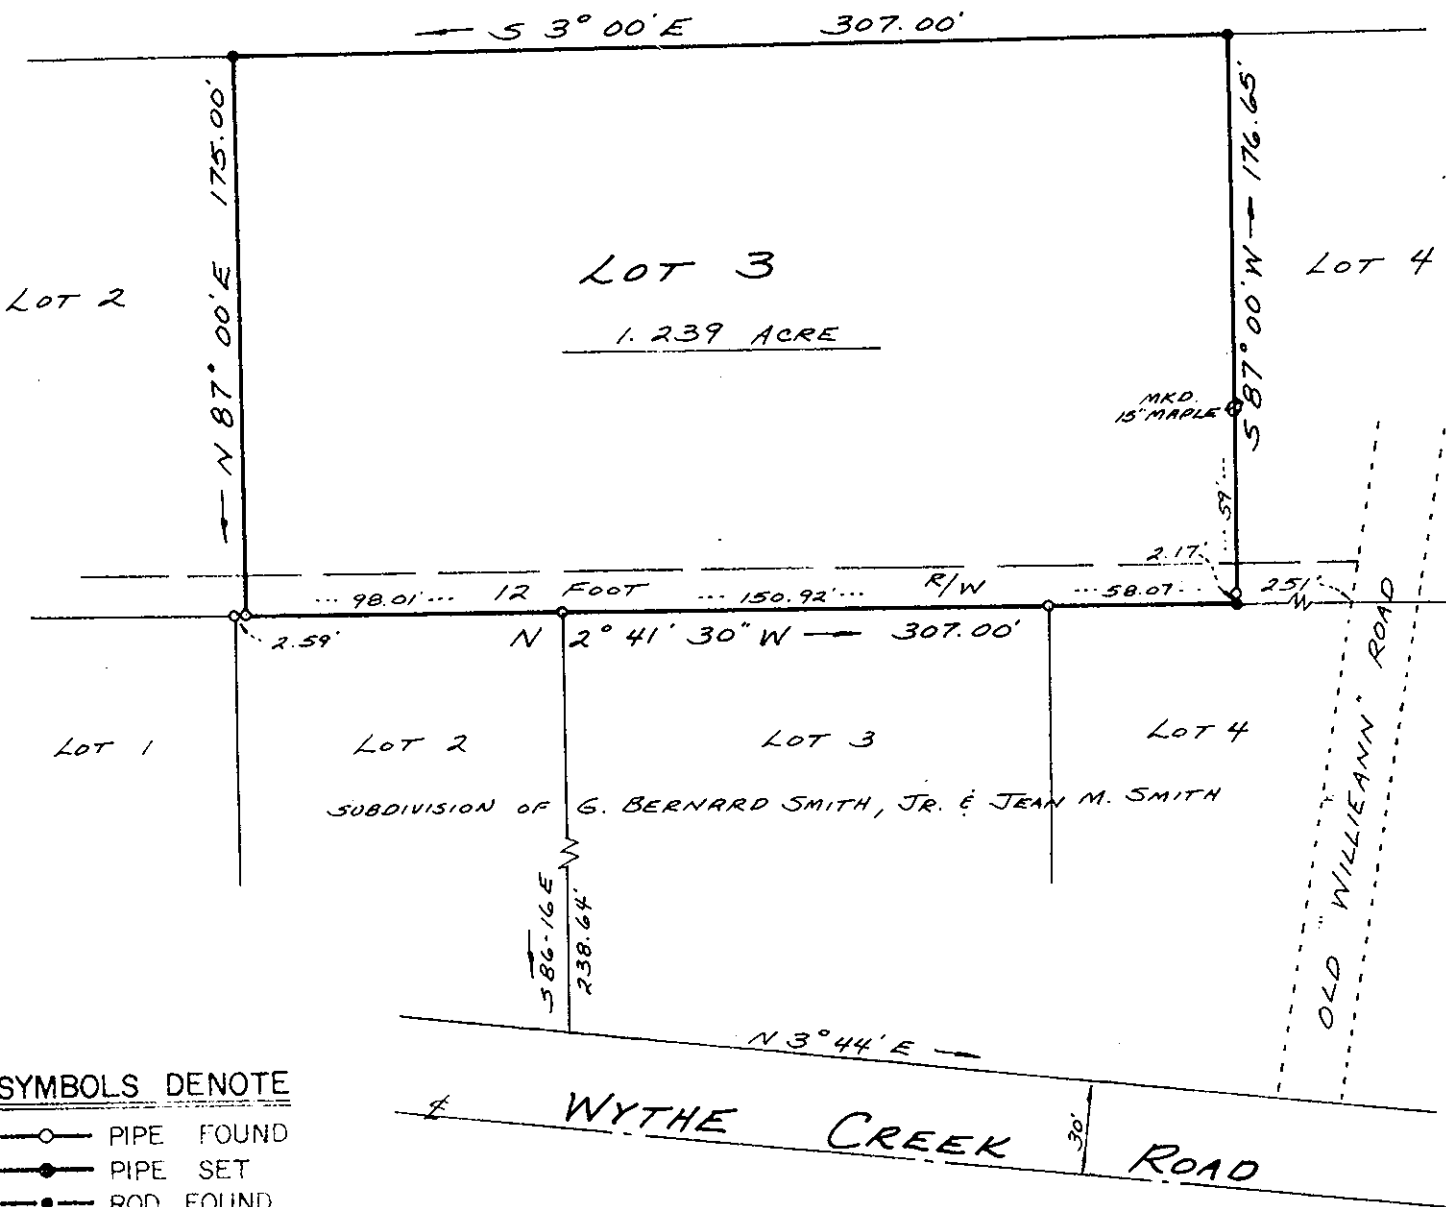 S 3° 00' E 307.00'
N 87° 00' E 175.00'
S 87° 00' W 176.65'
LOT 2
LOT 3
1.239 ACRE
LOT 4
MKD.
15" MAPLE
... 59' ...
2.17'
... 98.01' ... 12 FOOT ... 150.92' ... R/W ... 58.07 ... 251'
2.59'
N 2° 41' 30" W 307.00'
LOT 1
LOT 2
LOT 3
LOT 4
SUBDIVISION OF G. BERNARD SMITH, JR. & JEAN M. SMITH
OLD "WILLIEANN" ROAD
S 86-16 E
238.64'
N 3° 44' E
℄ WYTHE CREEK ROAD
30'
SYMBOLS DENOTE
PIPE FOUND
PIPE SET
ROD FOUND